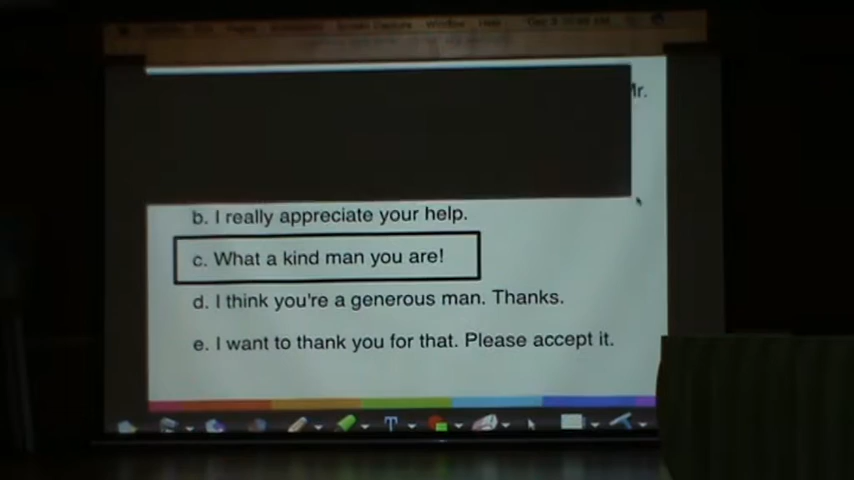 Mr.
b. I really appreciate your help.
c. What a kind man you are!
d. I think you're a generous man. Thanks.
e. I want to thank you for that. Please accept it.
T